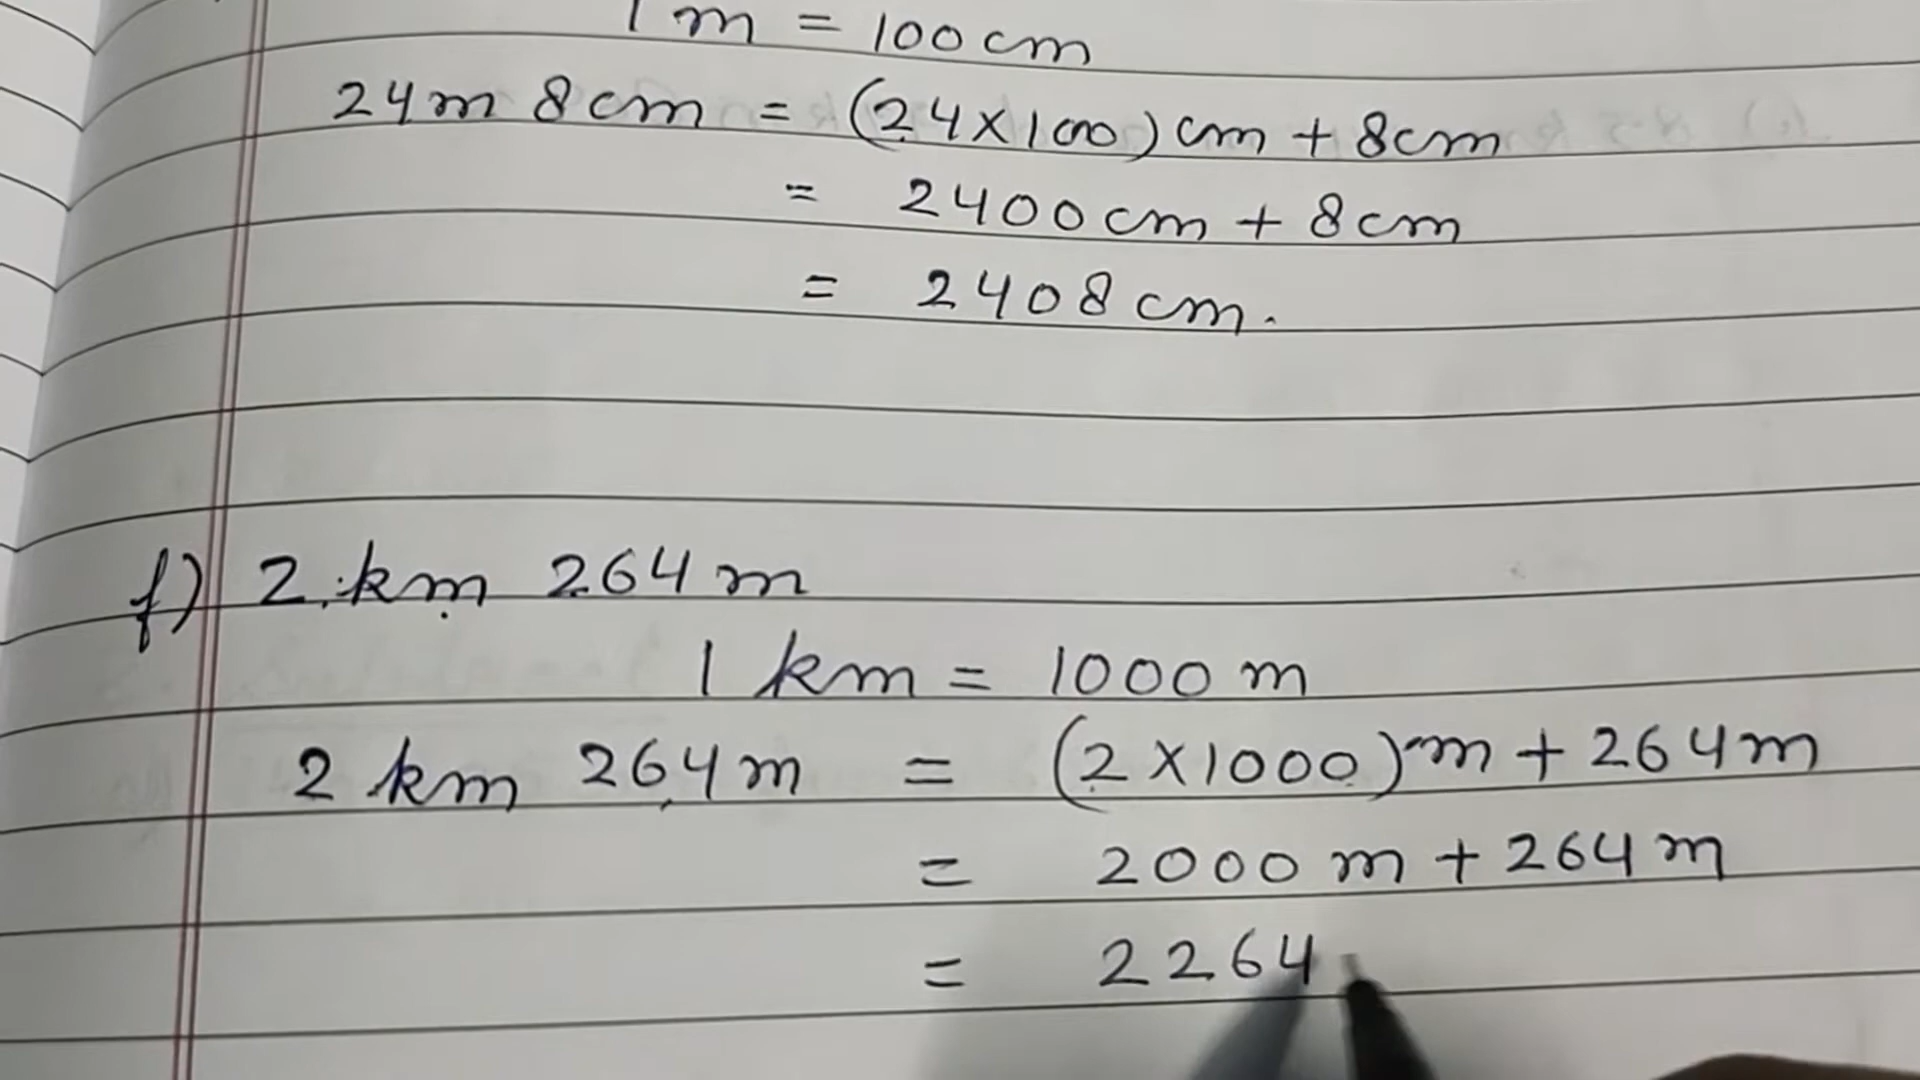 1 m = 100 cm
24 m 8 cm = (24 × 100) cm + 8 cm
= 2400 cm + 8 cm
= 2408 cm.
f) 2 km 264 m
1 km = 1000 m
2 km 264 m = (2 × 1000) m + 264 m
= 2000 m + 264 m
= 2264